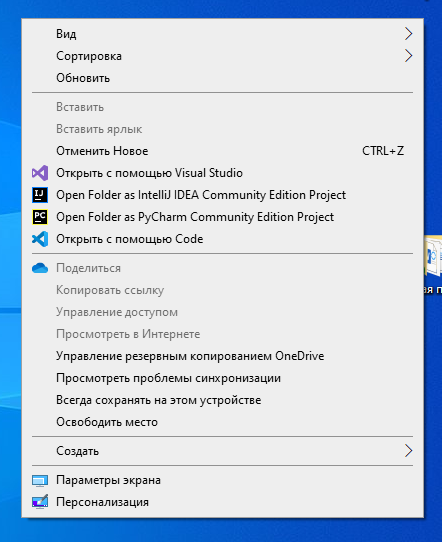 Вид
Сортировка
Обновить
Вставить
Вставить ярлык
Отменить Новое CTRL+Z
Открыть с помощью Visual Studio
IJ Open Folder as IntelliJ IDEA Community Edition Project
PC Open Folder as PyCharm Community Edition Project
Открыть с помощью Code
Поделиться
Копировать ссылку
Управление доступом
Просмотреть в Интернете
Управление резервным копированием OneDrive
Просмотреть проблемы синхронизации
Всегда сохранять на этом устройстве
Освободить место
Создать
Параметры экрана
Персонализация